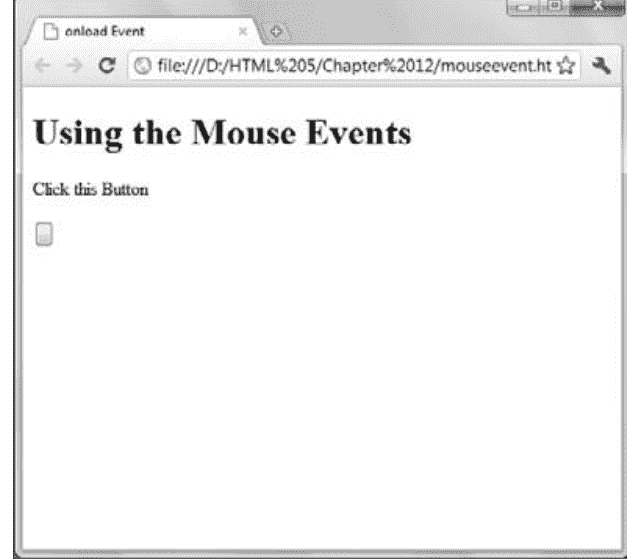 onload Event
file:///D:/HTML%205/Chapter%2012/mouseevent.ht
Using the Mouse Events
Click this Button